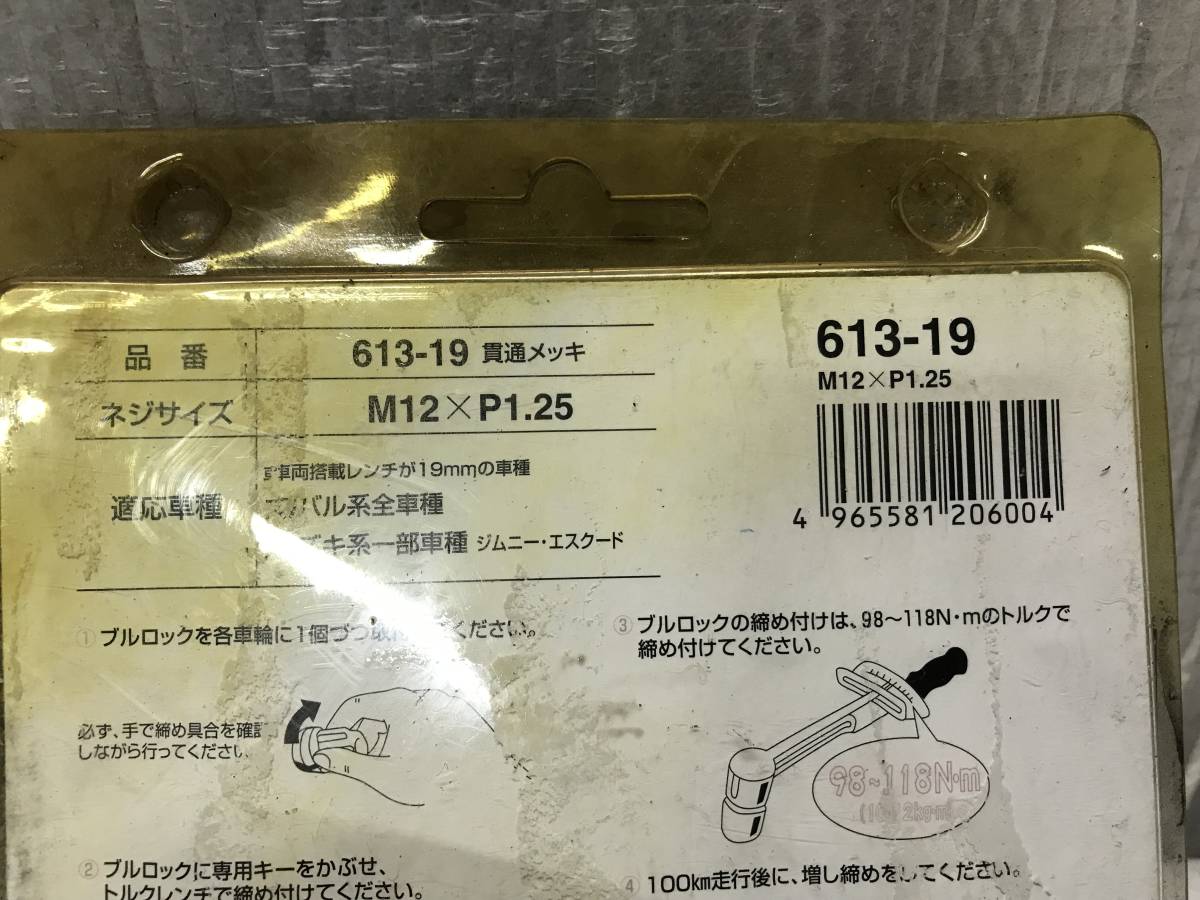 品番 613-19 貫通メッキ
ネジサイズ M12×P1.25
適応車種
車両搭載レンチが19mmの車種
バル系全車種
キ系一部車種 ジムニー・エスクード
613-19
M12×P1.25
4 965581 206004
① ブルロックを各車輪に1個づつ取 ください。
必ず、手で締め具合を確認
しながら行ってください
② ブルロックに専用キーをかぶせ、
トルクレンチで締め付けてください。
③ ブルロックの締め付けは、98〜118N・mのトルクで
締め付けてください。
98~118N・m
2kg・m
④ 100km走行後に、増し締めをしてください。